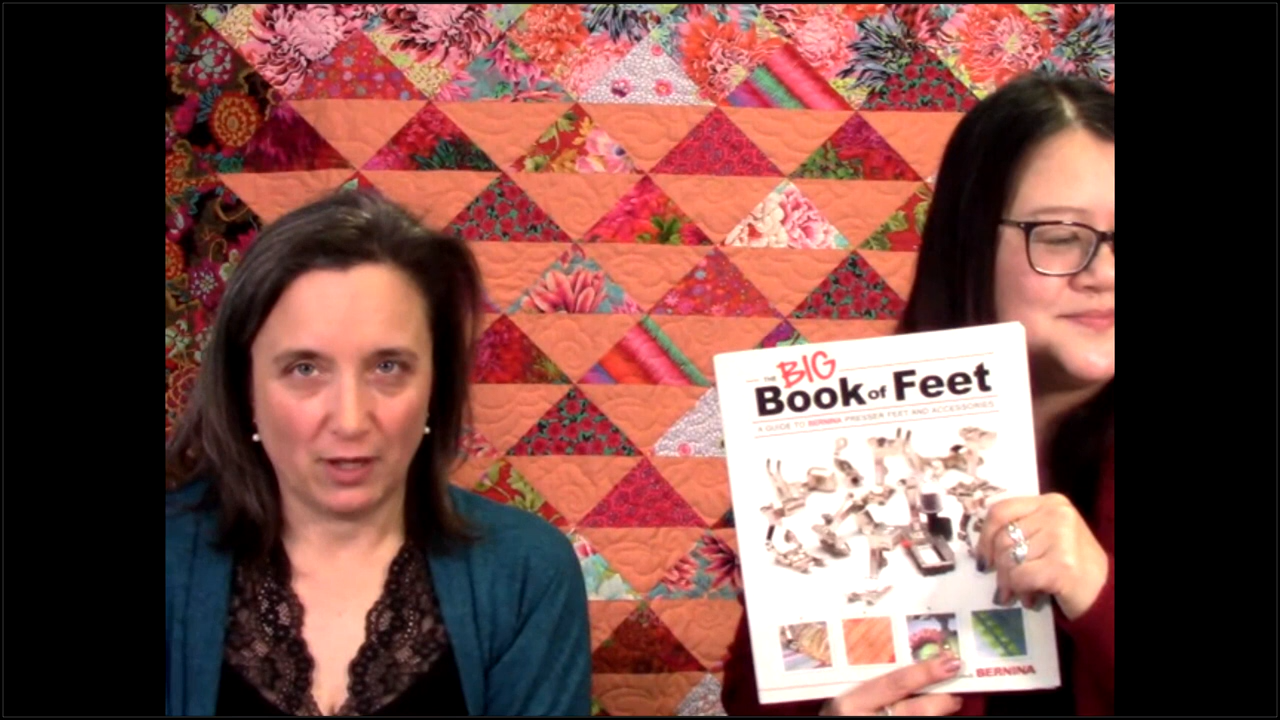 THE BIG
Book of Feet
A GUIDE TO BERNINA PRESSER FEET AND ACCESSORIES
BERNINA